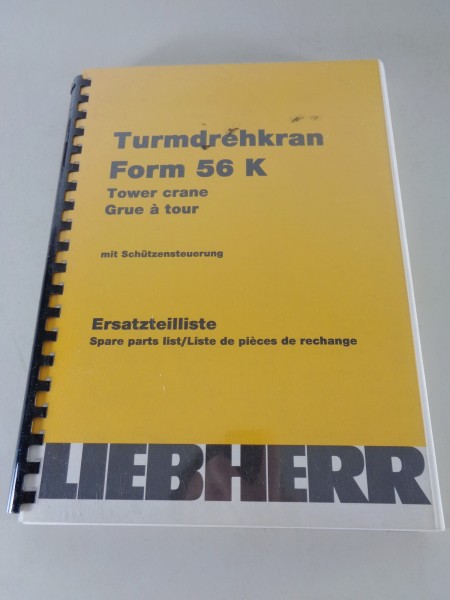 Turmdrehkran
Form 56 K
Tower crane
Grue à tour
mit Schützensteuerung
Ersatzteilliste
Spare parts list/Liste de pièces de rechange
LIEBHERR